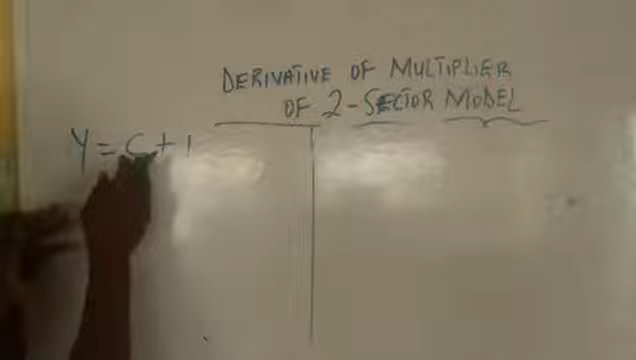 DERIVATIVE OF MULTIPLIER
OF 2-SECTOR MODEL
Y = C + I